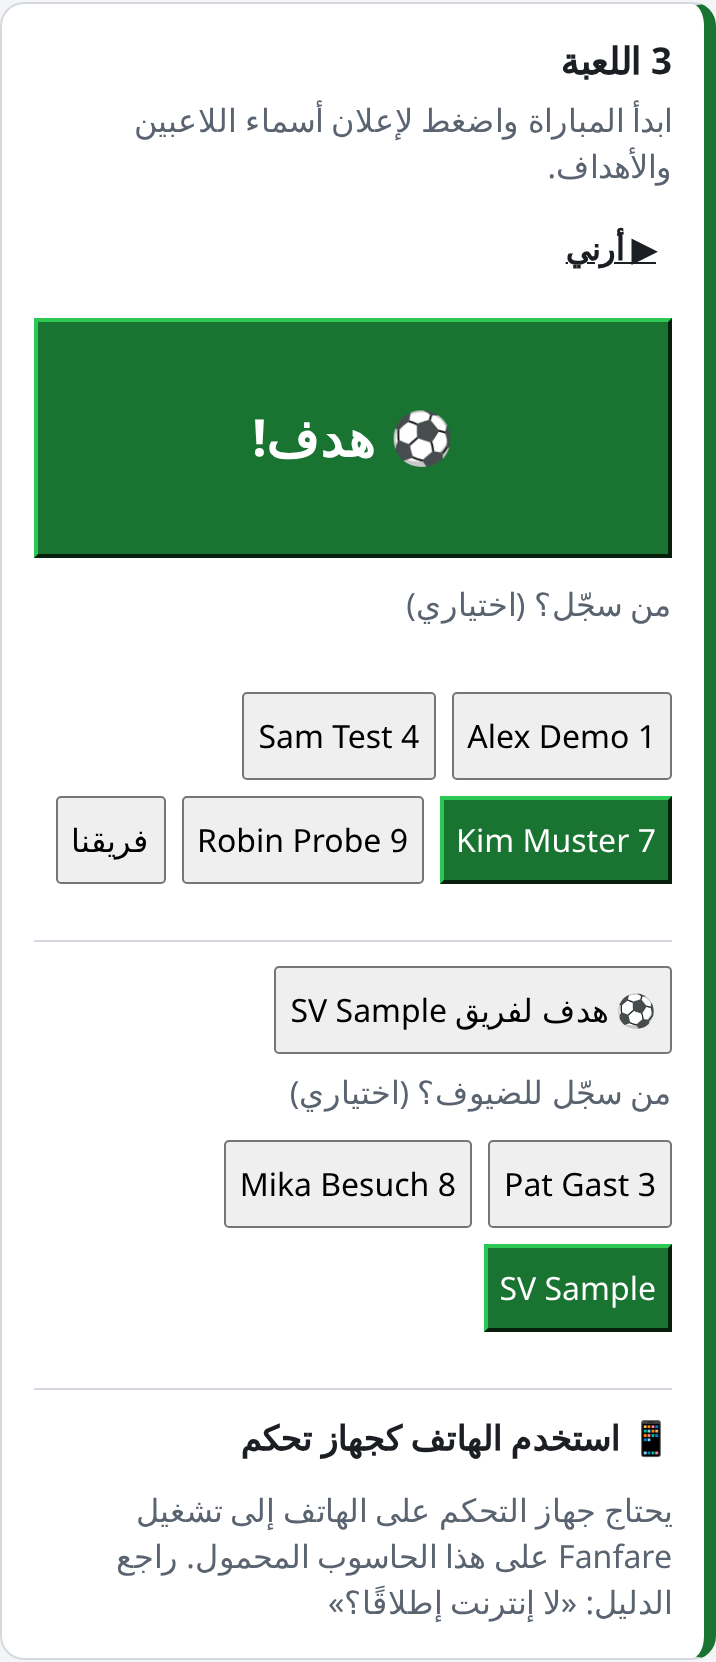 3 اللعبة
ابدأ المباراة واضغط لإعلان أسماء اللاعبين
والأهداف.
▶ أرني
⚽ هدف!
من سجّل؟ (اختياري)
Alex Demo 1
Sam Test 4
Kim Muster 7
Robin Probe 9
فريقنا
⚽ هدف لفريق SV Sample
من سجّل للضيوف؟ (اختياري)
Pat Gast 3
Mika Besuch 8
SV Sample
📱 استخدم الهاتف كجهاز تحكم
يحتاج جهاز التحكم على الهاتف إلى تشغيل
Fanfare على هذا الحاسوب المحمول. راجع
الدليل: «لا إنترنت إطلاقًا؟»